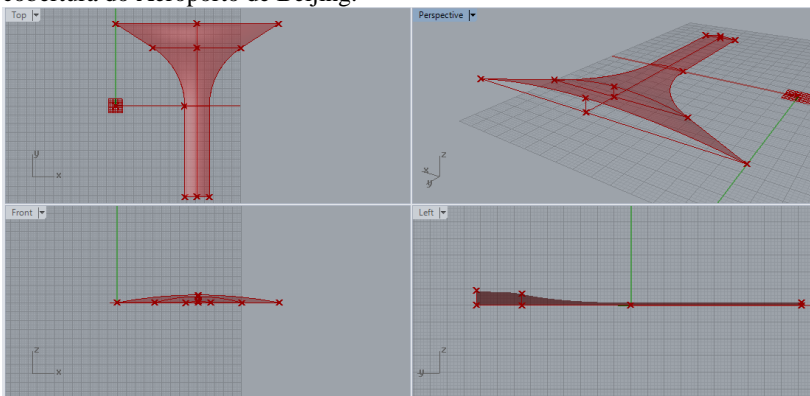 cobertura do Aeroporto de Beijing.
Top
Perspective
y
x
z
x
y
Front
Left
z
x
z
y